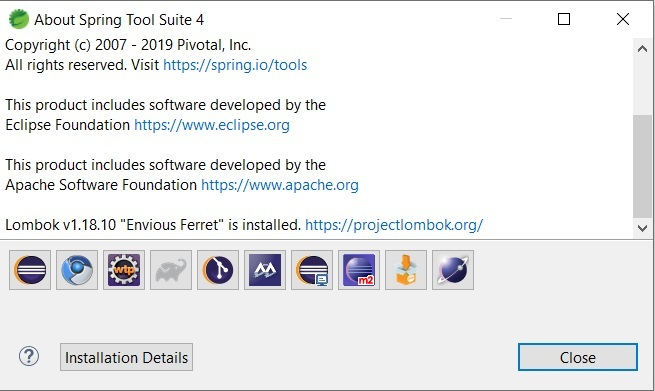 About Spring Tool Suite 4
Copyright (c) 2007 - 2019 Pivotal, Inc.
All rights reserved. Visit https://spring.io/tools
This product includes software developed by the
Eclipse Foundation https://www.eclipse.org
This product includes software developed by the
Apache Software Foundation https://www.apache.org
Lombok v1.18.10 "Envious Ferret" is installed. https://projectlombok.org/
wtp
m2
?
Installation Details
Close